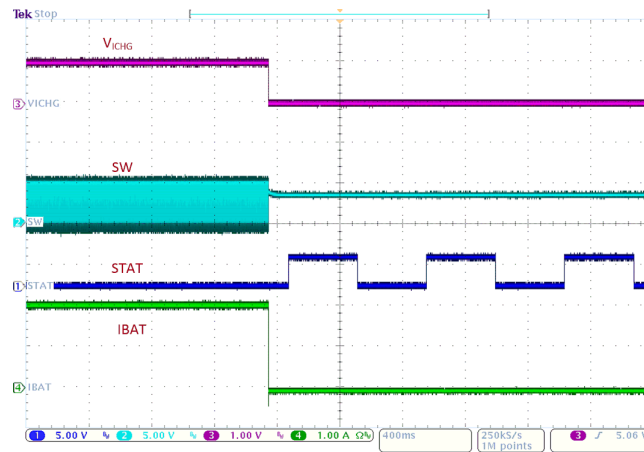 Tek Stop
VICHG
3 VICHG
SW
2 SW
STAT
1 STAT
IBAT
4 IBAT
1 5.00 V 2 5.00 V 3 1.00 V 4 1.00 A Ω 400ms 250kS/s 3 5.06 V
1M points